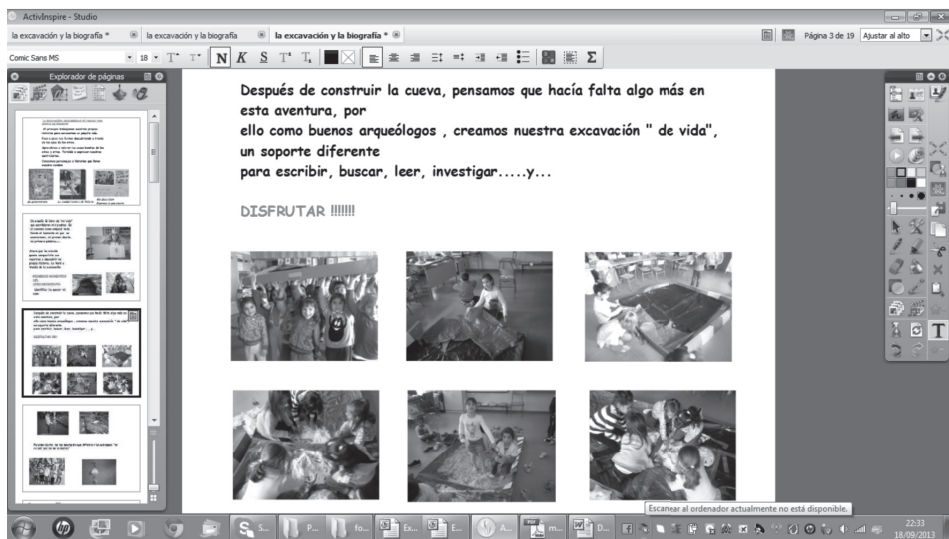 ActivInspire - Studio
la excavación y la biografía *
la excavación y la biografía
la excavación y la biografía *
Página 3 de 19
Ajustar al alto
Comic Sans MS
18
N K S
Explorador de páginas
Después de construir la cueva, pensamos que hacía falta algo más en
esta aventura, por
ello como buenos arqueólogos , creamos nuestra excavación " de vida",
un soporte diferente
para escribir, buscar, leer, investigar.....y...
DISFRUTAR !!!!!!!
Escanear al ordenador actualmente no está disponible.
S...
P...
fo...
Ex...
E...
A...
m...
D...
22:33
18/09/2013